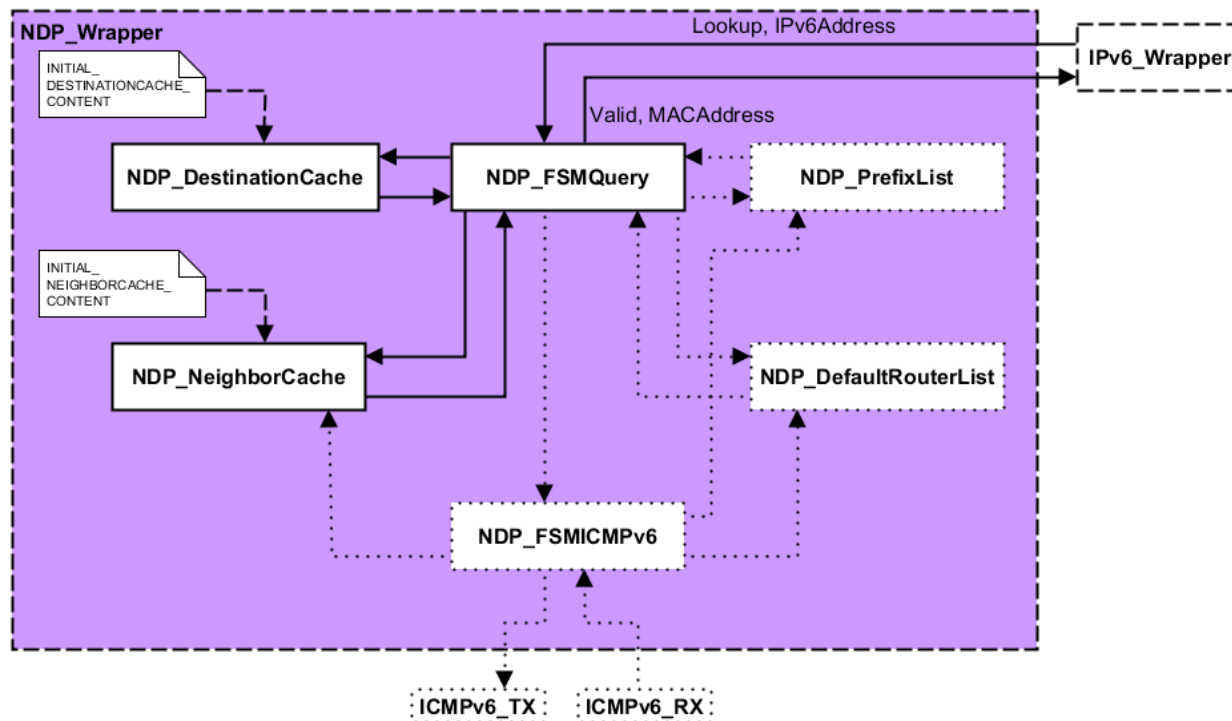 NDP_Wrapper
Lookup, IPv6Address
IPv6_Wrapper
INITIAL_
DESTINATIONCACHE_
CONTENT
Valid, MACAddress
NDP_DestinationCache
NDP_FSMQuery
NDP_PrefixList
INITIAL_
NEIGHBORCACHE_
CONTENT
NDP_NeighborCache
NDP_DefaultRouterList
NDP_FSMICMPv6
ICMPv6_TX
ICMPv6_RX